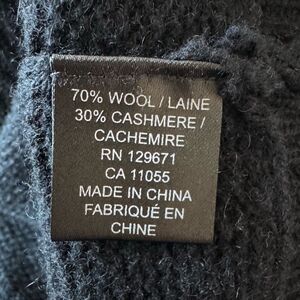 70% WOOL / LAINE
30% CASHMERE /
CACHEMIRE
RN 129671
CA 11055
MADE IN CHINA
FABRIQUÉ EN
CHINE